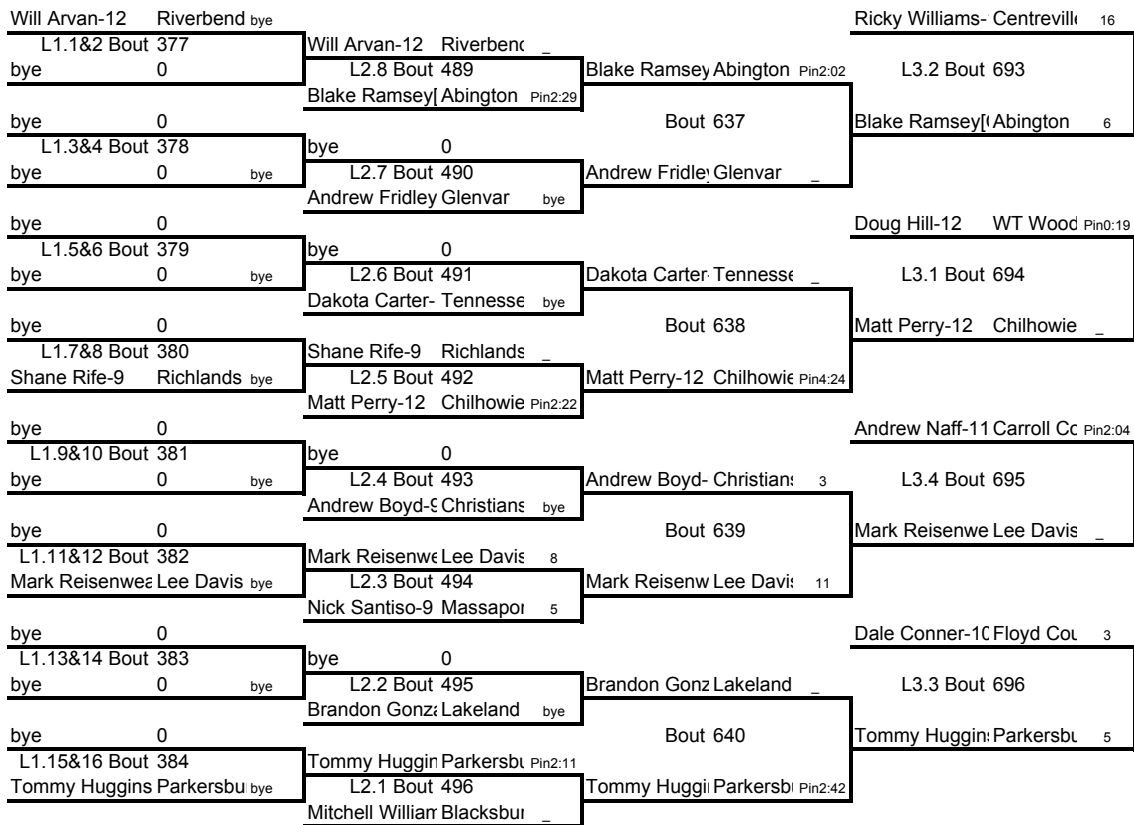 Will Arvan-12 Riverbend bye Ricky Williams- Centreville 16
L1.1&2 Bout 377 Will Arvan-12 Riverbend _
bye 0 L2.8 Bout 489 Blake Ramsey Abington Pin2:02 L3.2 Bout 693
Blake Ramsey[ Abington Pin2:29
bye 0 Bout 637 Blake Ramsey[( Abington 6
L1.3&4 Bout 378 bye 0
bye 0 bye L2.7 Bout 490 Andrew Fridley Glenvar _
Andrew Fridley Glenvar bye
bye 0 Doug Hill-12 WT Wood Pin0:19
L1.5&6 Bout 379 bye 0
bye 0 bye L2.6 Bout 491 Dakota Carter- Tennesse _ L3.1 Bout 694
Dakota Carter- Tennesse bye
bye 0 Bout 638 Matt Perry-12 Chilhowie _
L1.7&8 Bout 380 Shane Rife-9 Richlands _
Shane Rife-9 Richlands bye L2.5 Bout 492 Matt Perry-12 Chilhowie Pin4:24
Matt Perry-12 Chilhowie Pin2:22
bye 0 Andrew Naff-11 Carroll Co Pin2:04
L1.9&10 Bout 381 bye 0
bye 0 bye L2.4 Bout 493 Andrew Boyd- Christians 3 L3.4 Bout 695
Andrew Boyd-9 Christians bye
bye 0 Bout 639 Mark Reisenwe Lee Davis _
L1.11&12 Bout 382 Mark Reisenwe Lee Davis 8
Mark Reisenwea Lee Davis bye L2.3 Bout 494 Mark Reisenw Lee Davis 11
Nick Santiso-9 Massapon 5
bye 0 Dale Conner-10 Floyd Cou 3
L1.13&14 Bout 383 bye 0
bye 0 bye L2.2 Bout 495 Brandon Gonz Lakeland _ L3.3 Bout 696
Brandon Gonza Lakeland bye
bye 0 Bout 640 Tommy Huggins Parkersbu 5
L1.15&16 Bout 384 Tommy Huggin Parkersbu Pin2:11
Tommy Huggins Parkersbu bye L2.1 Bout 496 Tommy Huggi Parkersb Pin2:42
Mitchell William Blacksbur _